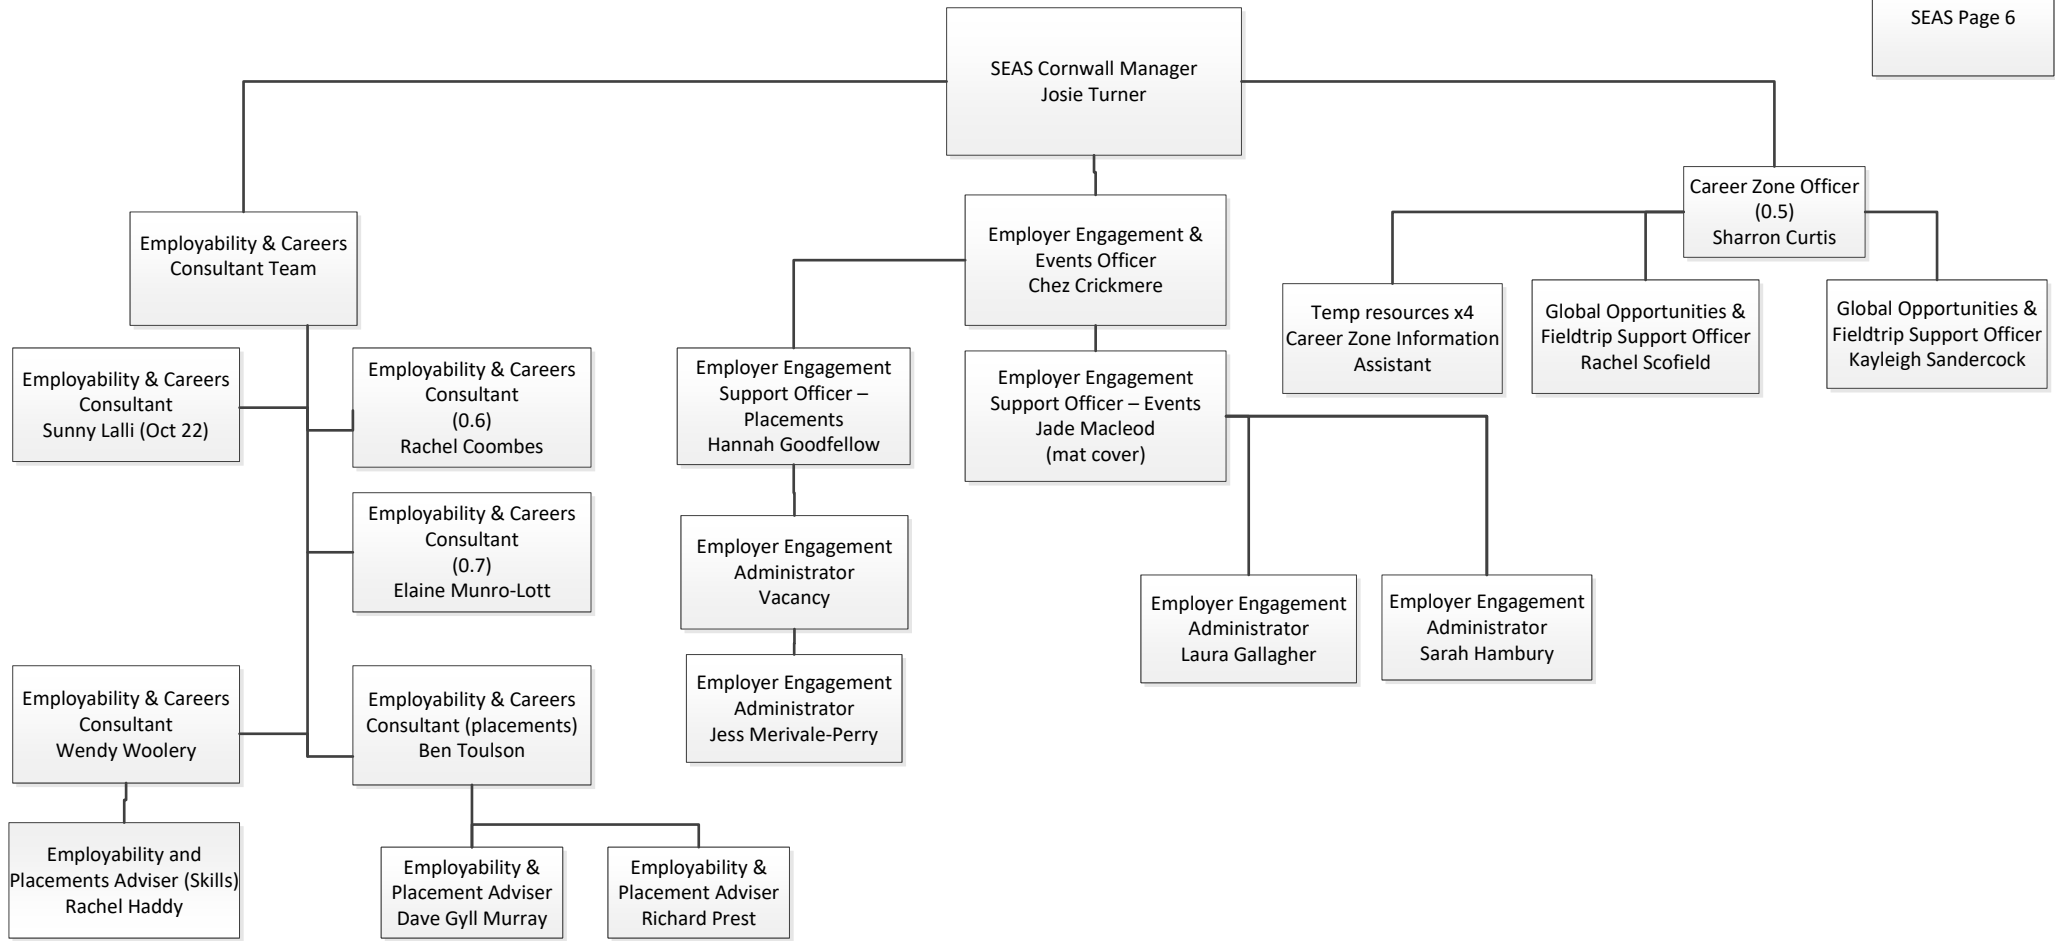 SEAS Page 6
SEAS Cornwall Manager
Josie Turner
Employability & Careers
Consultant Team
Employer Engagement &
Events Officer
Chez Crickmere
Career Zone Officer
(0.5)
Sharron Curtis
Temp resources x4
Career Zone Information
Assistant
Global Opportunities &
Fieldtrip Support Officer
Rachel Scofield
Global Opportunities &
Fieldtrip Support Officer
Kayleigh Sandercock
Employability & Careers
Consultant
Sunny Lalli (Oct 22)
Employability & Careers
Consultant
(0.6)
Rachel Coombes
Employer Engagement
Support Officer –
Placements
Hannah Goodfellow
Employer Engagement
Support Officer – Events
Jade Macleod
(mat cover)
Employability & Careers
Consultant
(0.7)
Elaine Munro-Lott
Employer Engagement
Administrator
Vacancy
Employer Engagement
Administrator
Laura Gallagher
Employer Engagement
Administrator
Sarah Hambury
Employability & Careers
Consultant
Wendy Woolery
Employability & Careers
Consultant (placements)
Ben Toulson
Employer Engagement
Administrator
Jess Merivale-Perry
Employability and
Placements Adviser (Skills)
Rachel Haddy
Employability &
Placement Adviser
Dave Gyll Murray
Employability &
Placement Adviser
Richard Prest